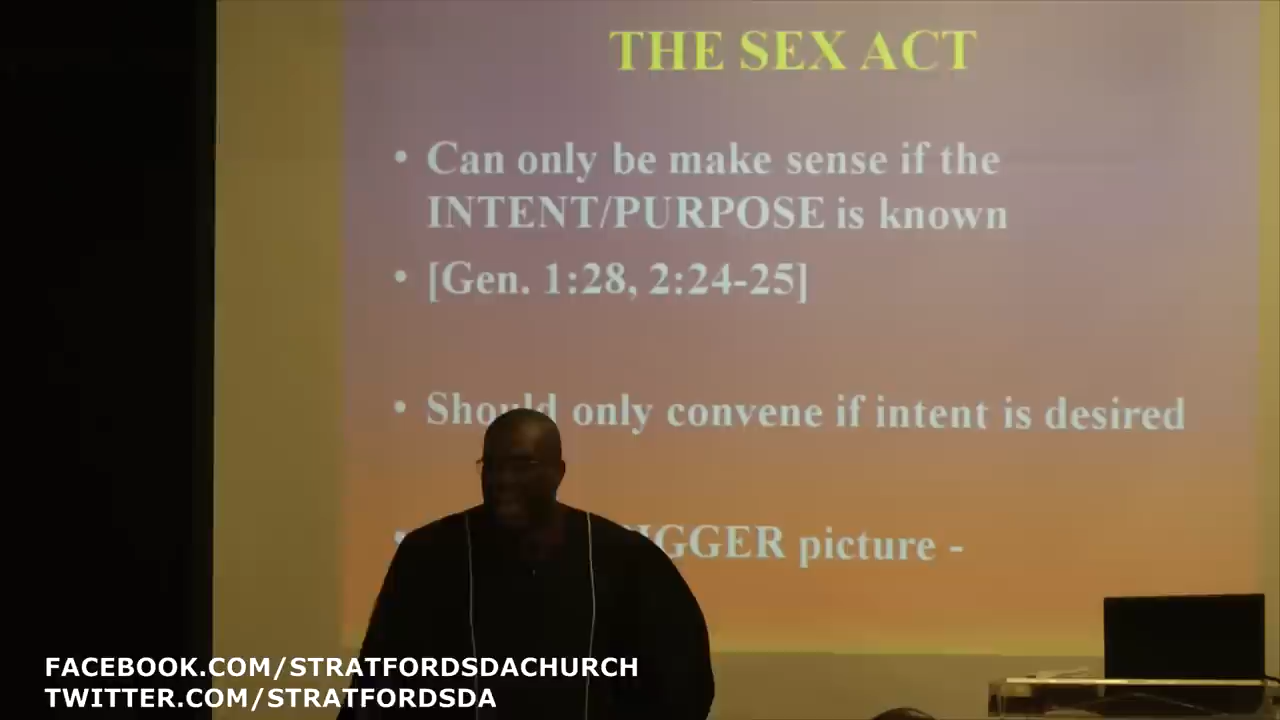 THE SEX ACT
• Can only be make sense if the
INTENT/PURPOSE is known
• [Gen. 1:28, 2:24-25]
• Should only convene if intent is desired
picture -
FACEBOOK.COM/STRATFORDSDACHURCH
TWITTER.COM/STRATFORDSDA